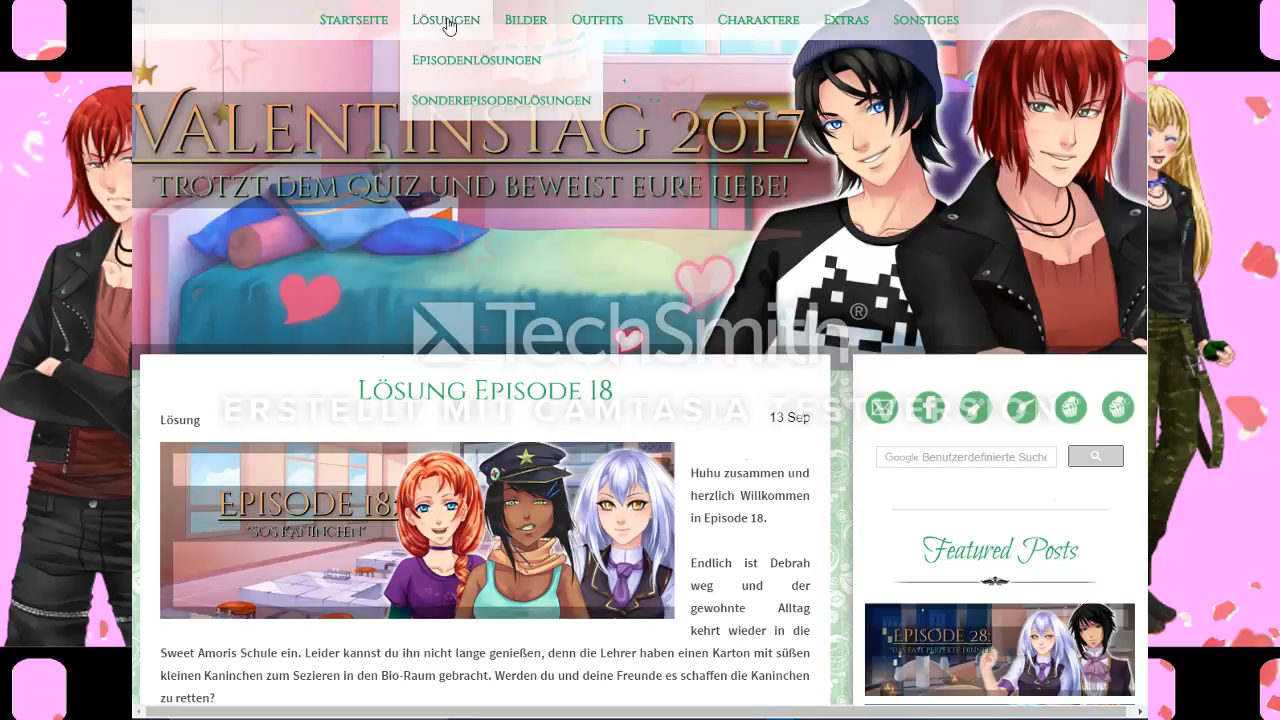 Startseite Lösungen Bilder Outfits Events Charaktere Extras Sonstiges
Episodenlösungen
Sonderepisodenlösungen
Valentinstag 2017
Trotzt dem Quiz und beweist eure Liebe!
TechSmith®
ERSTELLT MIT CAMTASIA TESTVERSION
Lösung Episode 18
Lösung
13 Sep
Episode 18:
"SOS Kaninchen"
Huhu zusammen und
herzlich Willkommen
in Episode 18.
Endlich ist Debrah
weg und der
gewohnte Alltag
kehrt wieder in die
Sweet Amoris Schule ein. Leider kannst du ihn nicht lange genießen, denn die Lehrer haben einen Karton mit süßen
kleinen Kaninchen zum Sezieren in den Bio-Raum gebracht. Werden du und deine Freunde es schaffen die Kaninchen
zu retten?
Google Benutzerdefinierte Suche
Featured Posts
Episode 28:
"Das fast perfekte Dinner"